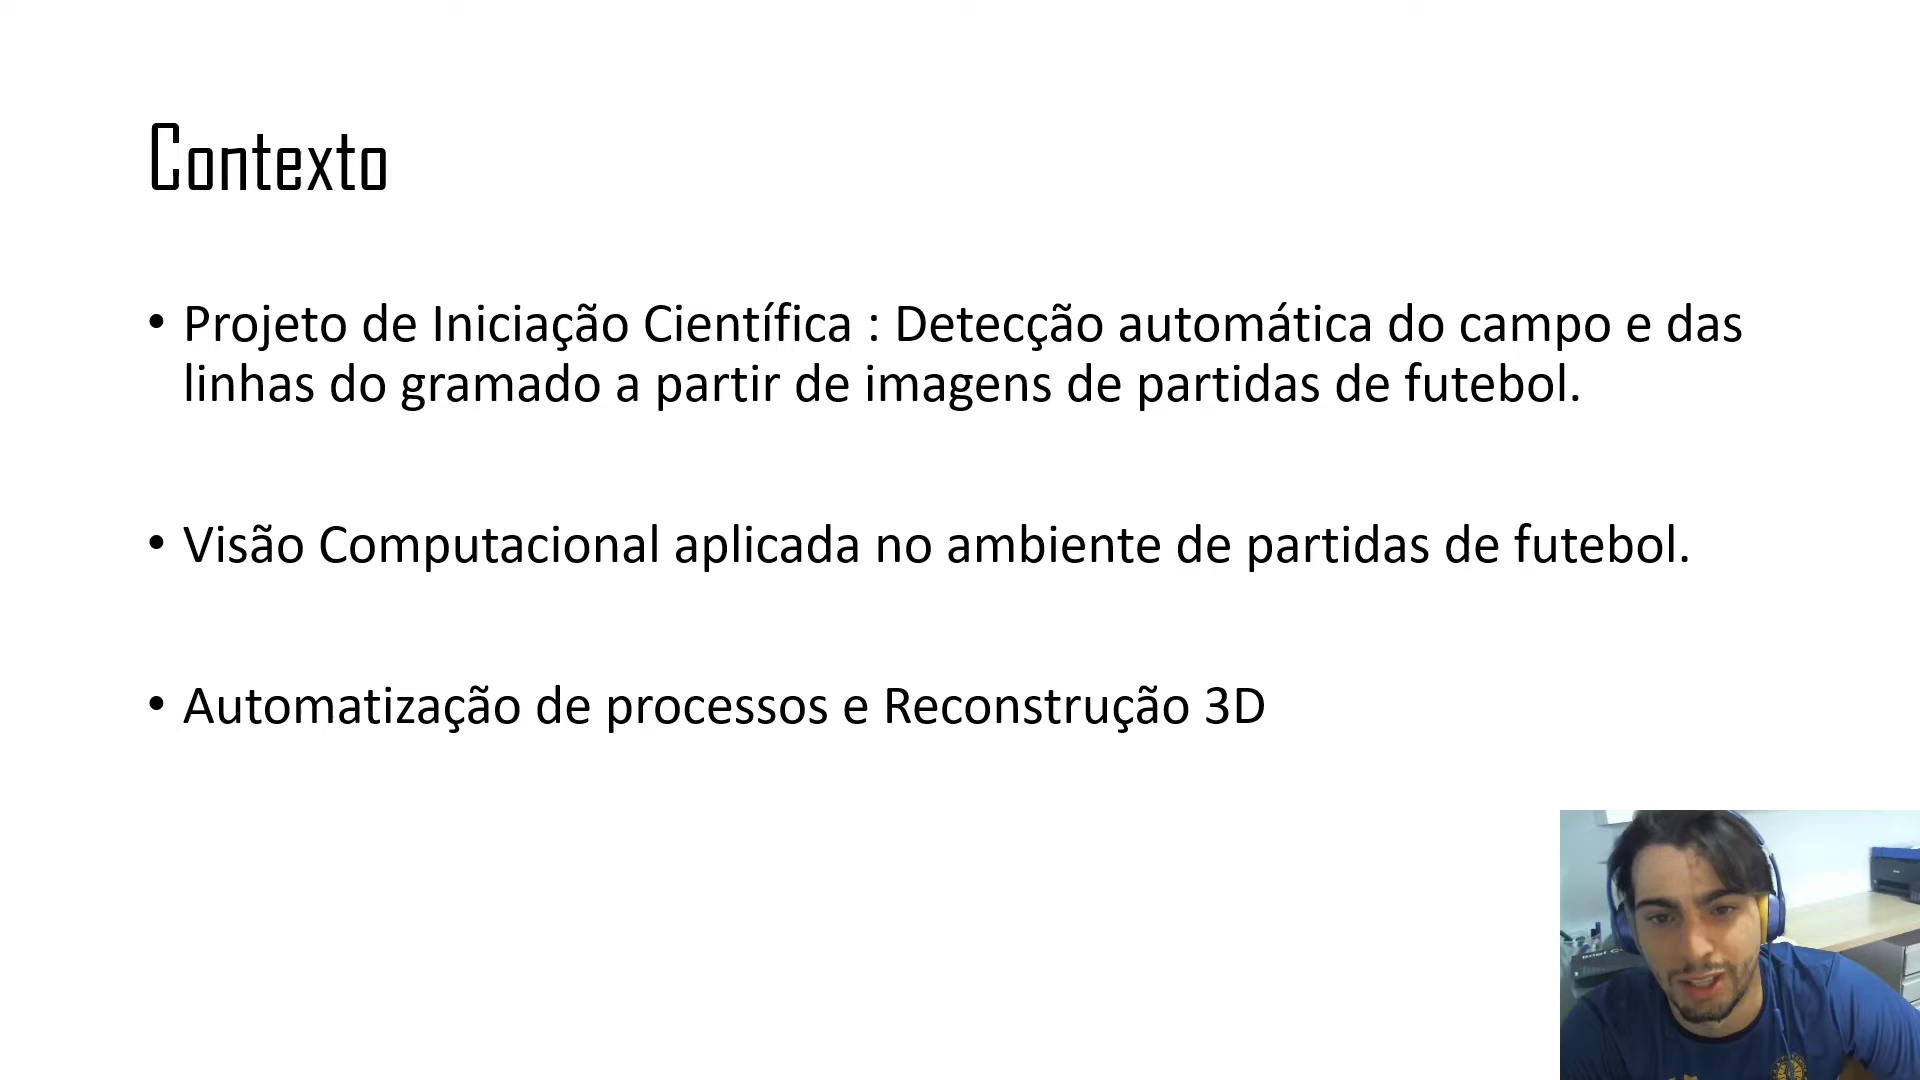 Contexto
• Projeto de Iniciação Científica : Detecção automática do campo e das
linhas do gramado a partir de imagens de partidas de futebol.
• Visão Computacional aplicada no ambiente de partidas de futebol.
• Automatização de processos e Reconstrução 3D